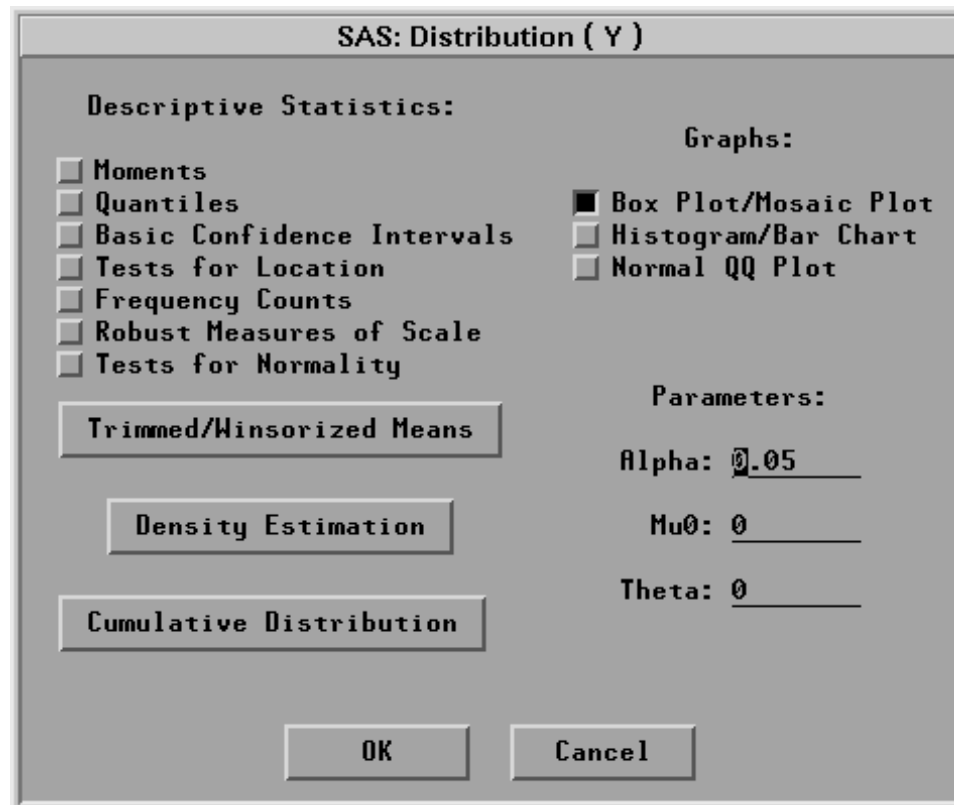 SAS: Distribution ( Y )
Descriptive Statistics:
Moments
Quantiles
Basic Confidence Intervals
Tests for Location
Frequency Counts
Robust Measures of Scale
Tests for Normality
Trimmed/Winsorized Means
Density Estimation
Cumulative Distribution
Graphs:
Box Plot/Mosaic Plot
Histogram/Bar Chart
Normal QQ Plot
Parameters:
Alpha: 0.05
Mu0: 0
Theta: 0
OK
Cancel